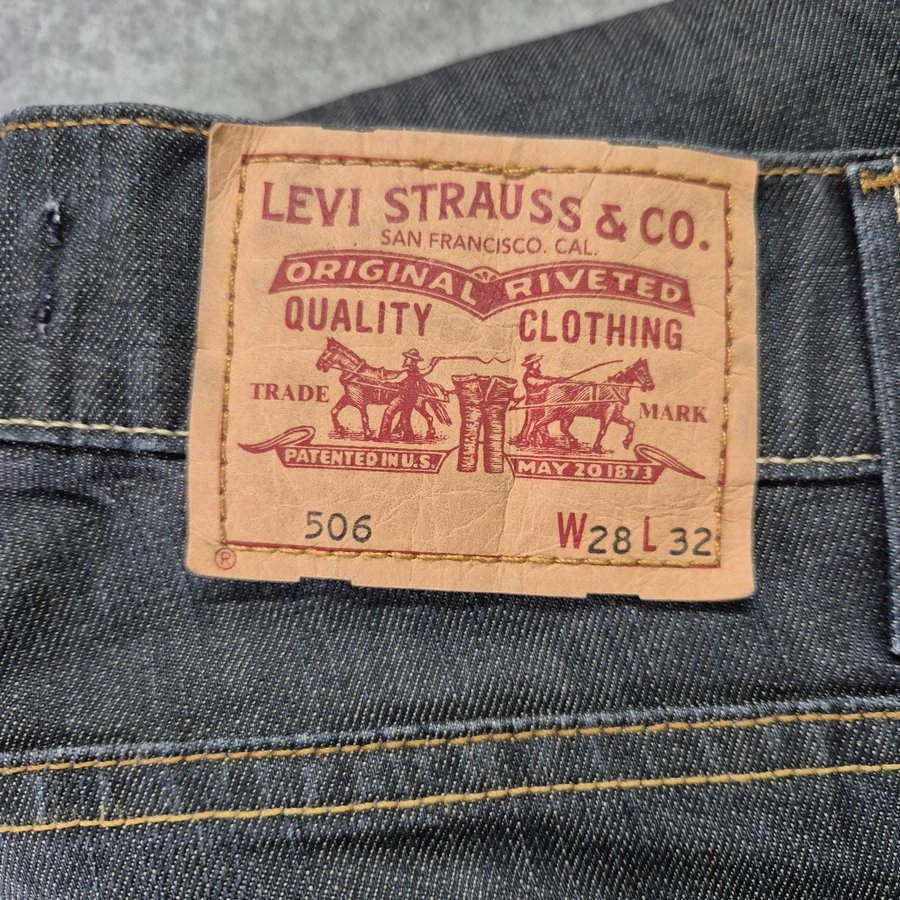 LEVI STRAUSS & CO.
SAN FRANCISCO. CAL.
ORIGINAL RIVETED
QUALITY CLOTHING
TRADE MARK
PATENTED IN U.S. MAY 20 1873
506 W28 L 32
®